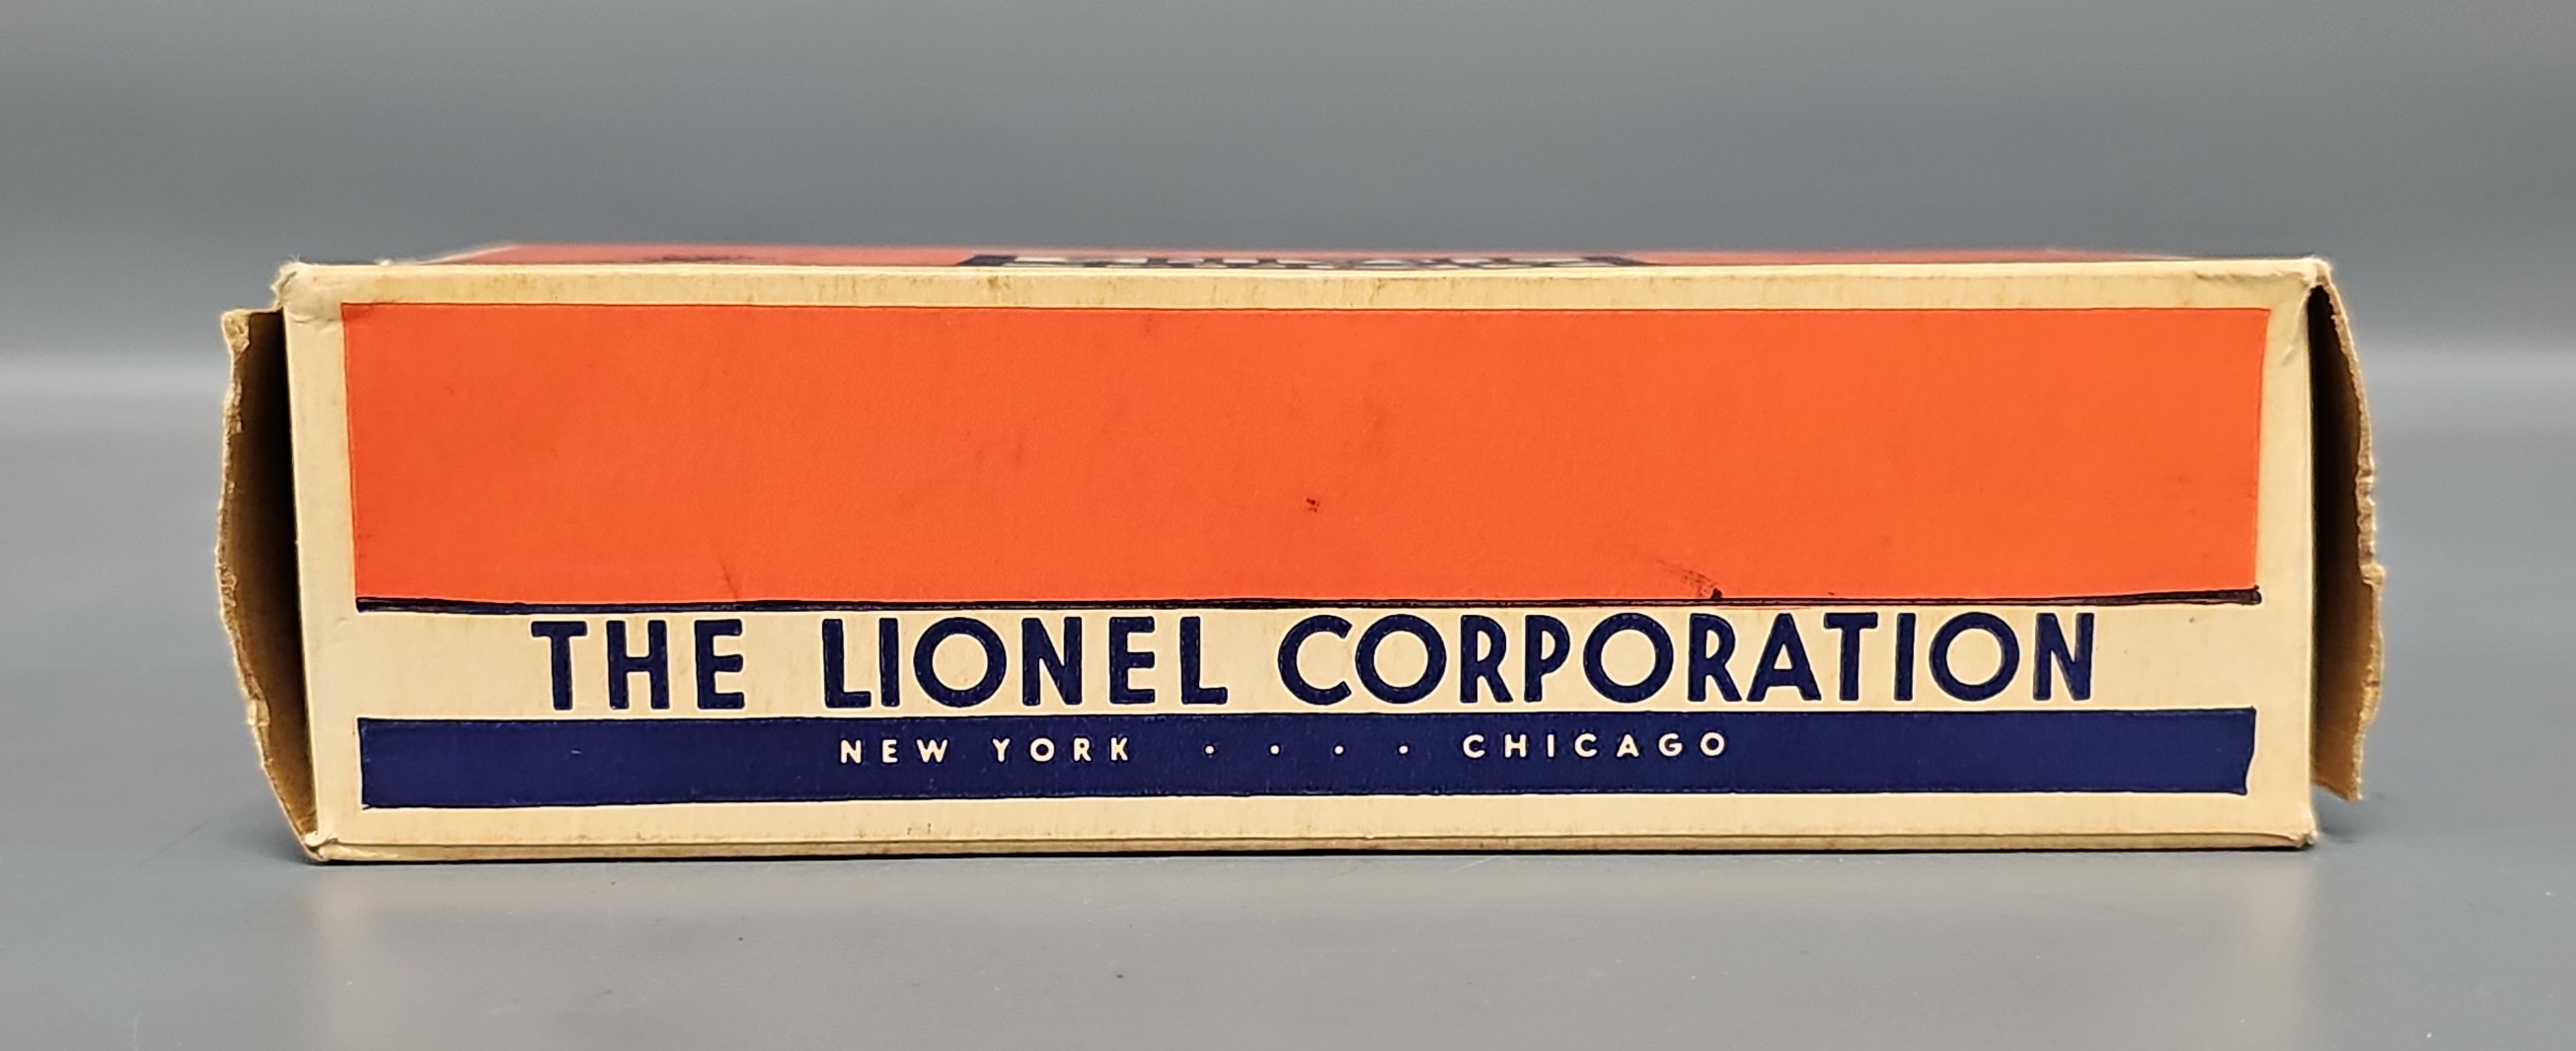 THE LIONEL CORPORATION
NEW YORK • • • • CHICAGO